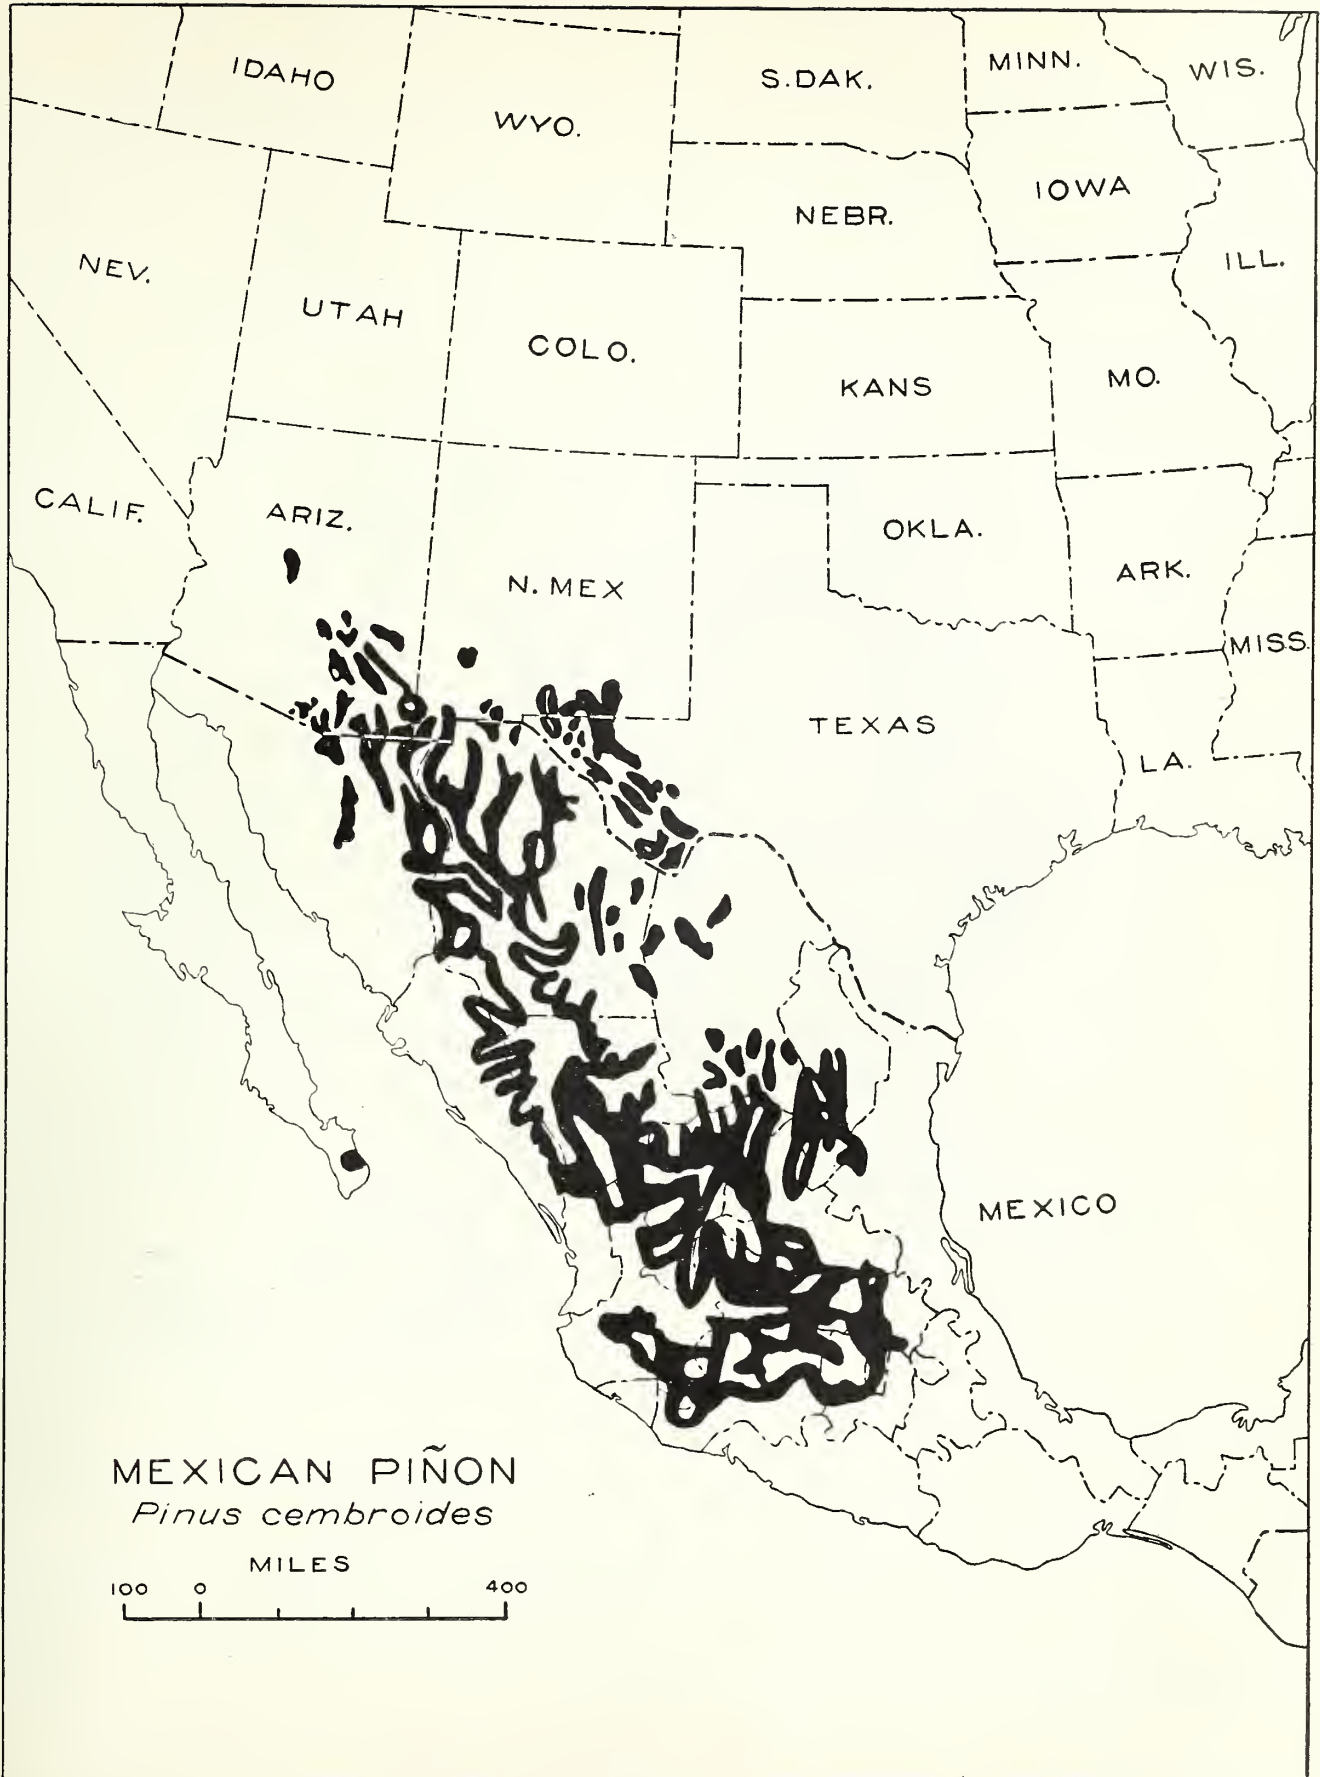 IDAHO
WYO.
S.DAK.
MINN.
WIS.
NEBR.
IOWA
NEV.
ILL.
UTAH
COLO.
KANS
MO.
CALIF.
ARIZ.
OKLA.
N. MEX
ARK.
MISS.
TEXAS
LA.
MEXICO
MEXICAN PIÑON
Pinus cembroides
MILES
100 0 400